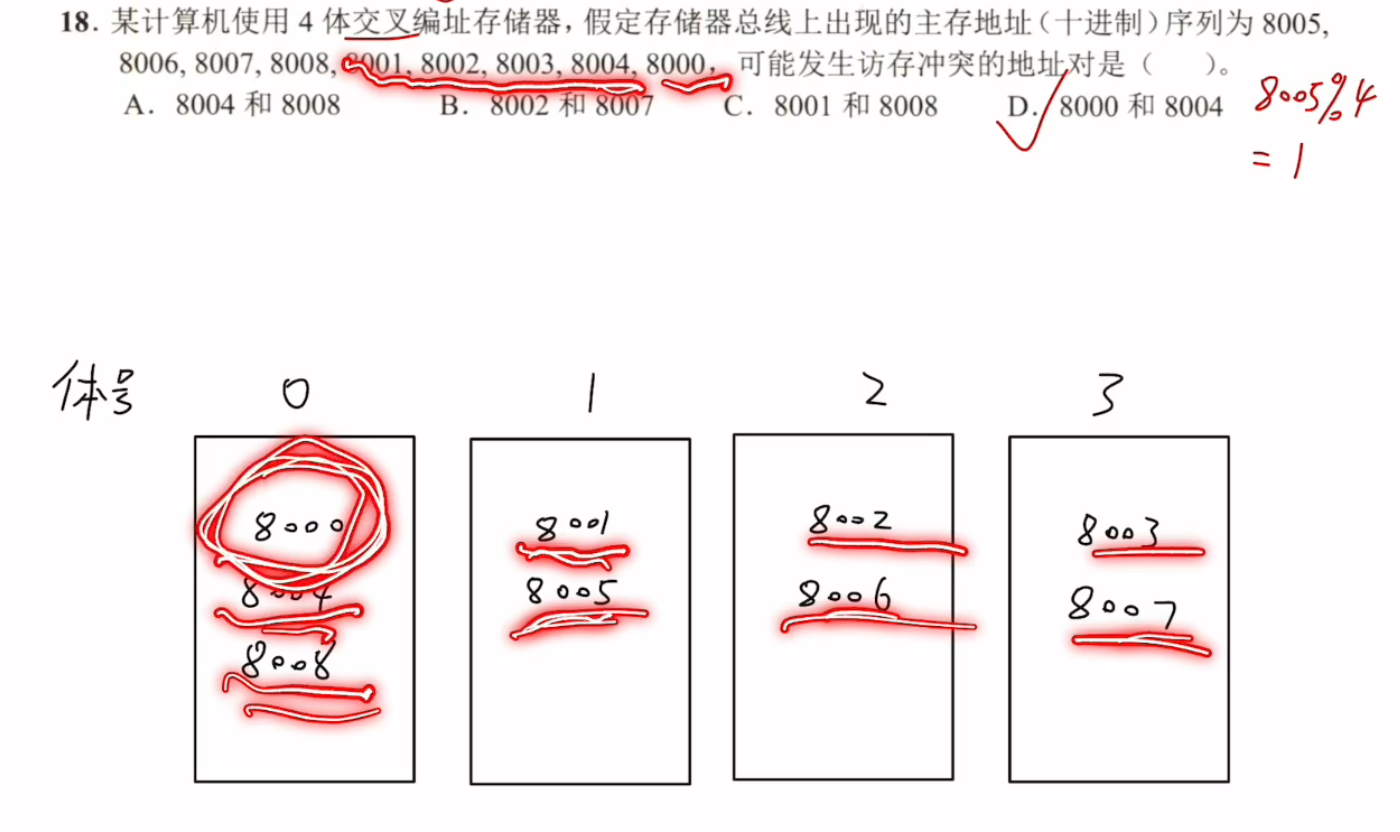 18. 某计算机使用 4 体交叉编址存储器，假定存储器总线上出现的主存地址（十进制）序列为 8005,
8006, 8007, 8008, 8001, 8002, 8003, 8004, 8000，可能发生访存冲突的地址对是（ ）。
A. 8004 和 8008 B. 8002 和 8007 C. 8001 和 8008 D. 8000 和 8004
8005%4
= 1
体号 0 1 2 3
8000 8001 8002 8003
8004 8005 8006 8007
8008